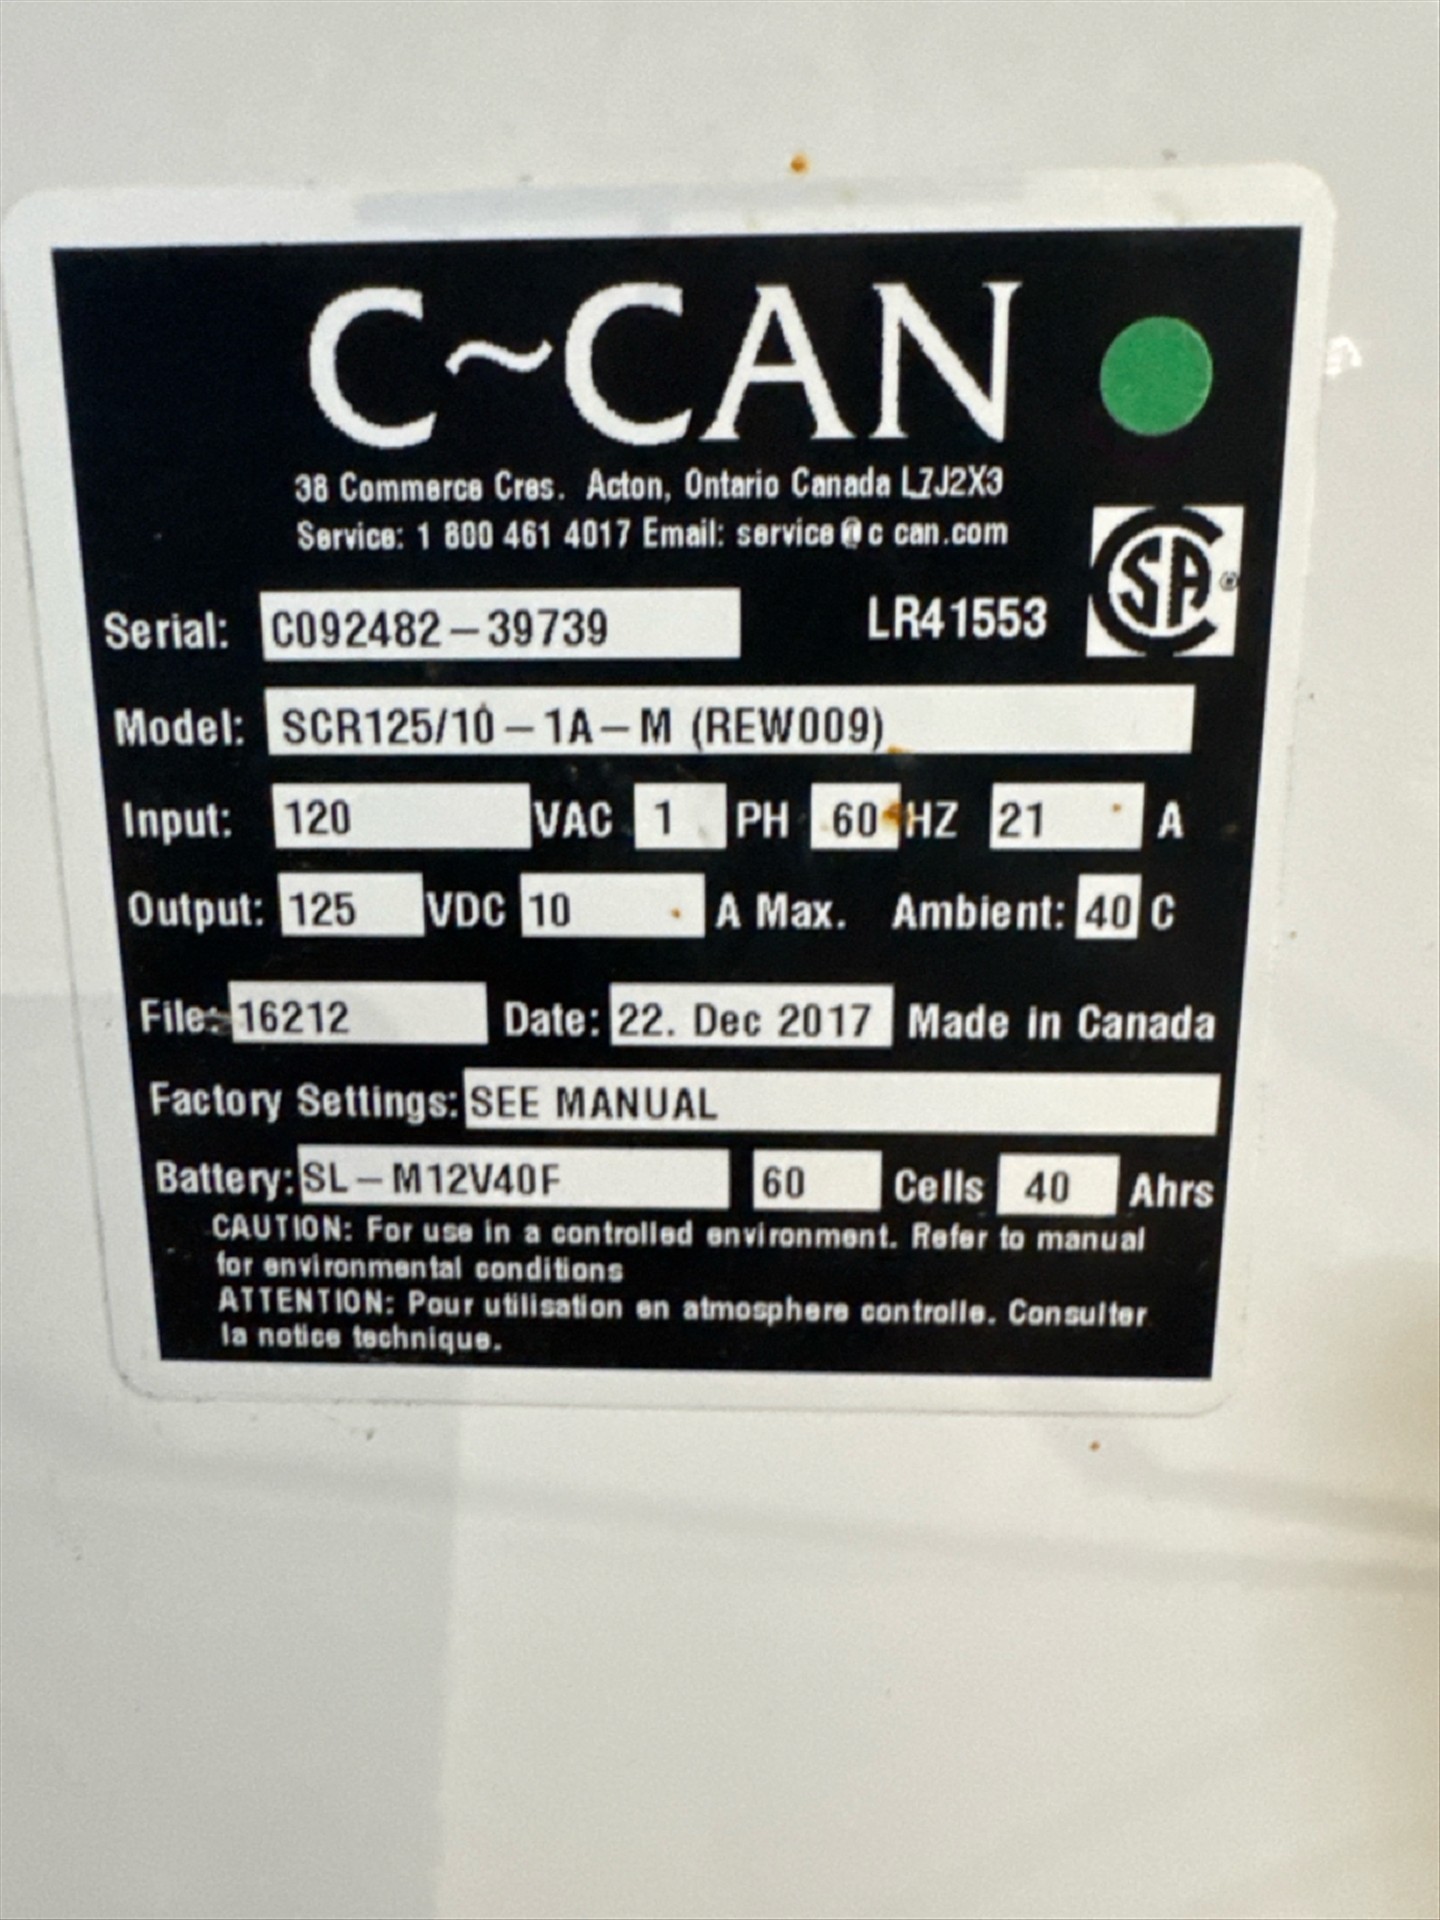 C~CAN
38 Commerce Cres. Acton, Ontario Canada L7J2X3
Service: 1 800 461 4017 Email: service@c can.com
Serial: C092482-39739 LR41553 CSA ®
Model: SCR125/10-1A-M (REW009)
Input: 120 VAC 1 PH 60 HZ 21 A
Output: 125 VDC 10 A Max. Ambient: 40 C
File: 16212 Date: 22. Dec 2017 Made in Canada
Factory Settings: SEE MANUAL
Battery: SL-M12V40F 60 Cells 40 Ahrs
CAUTION: For use in a controlled environment. Refer to manual
for environmental conditions
ATTENTION: Pour utilisation en atmosphere controlle. Consulter
la notice technique.